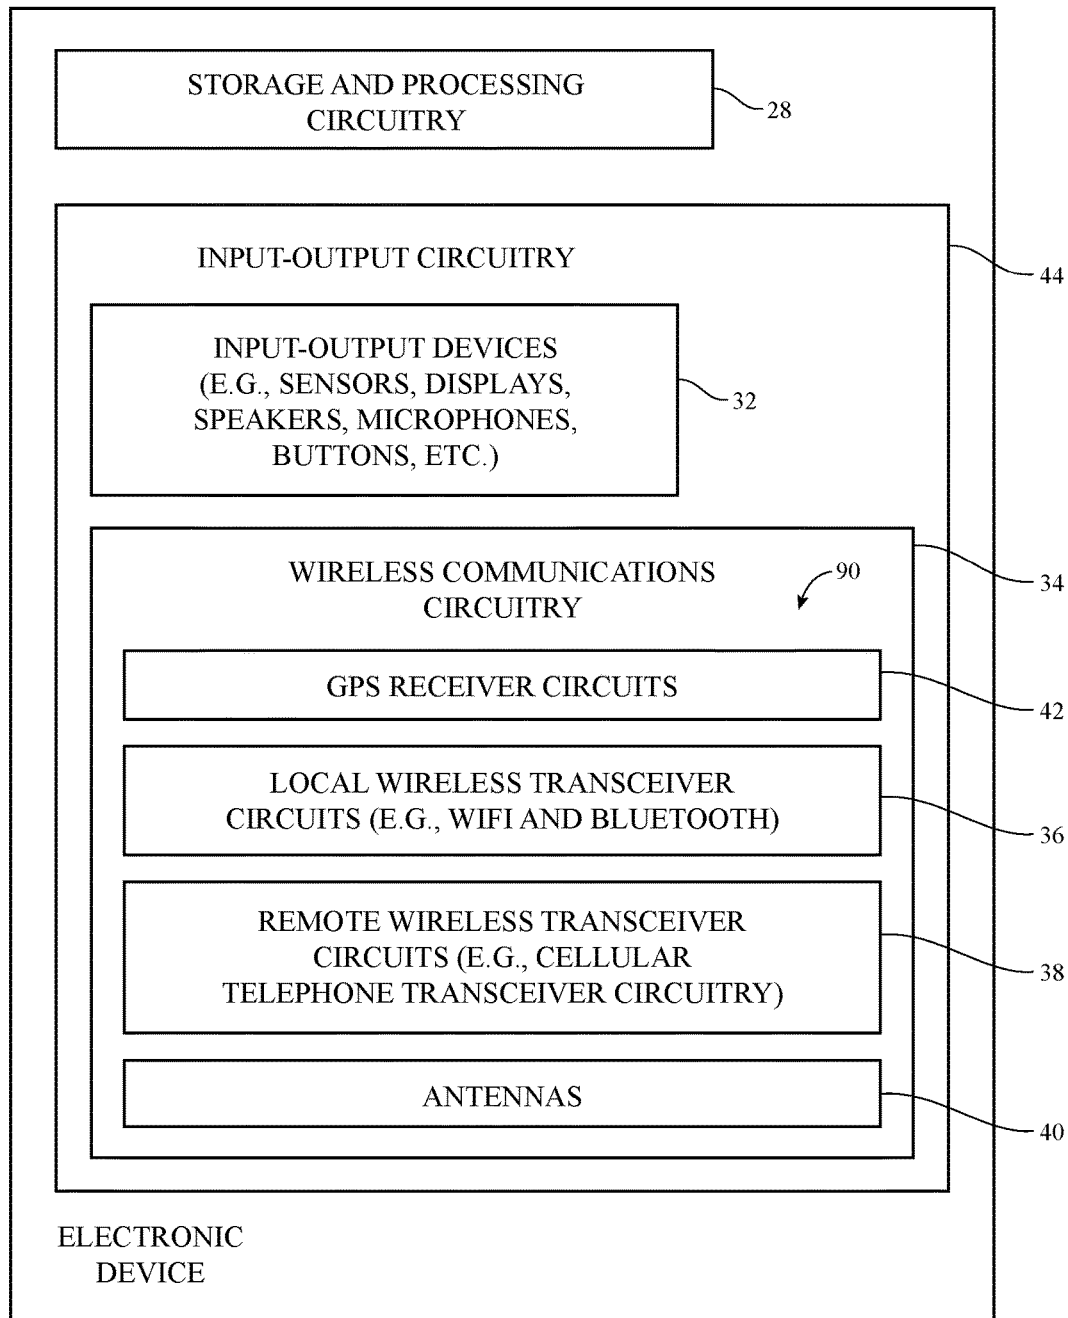 STORAGE AND PROCESSING
CIRCUITRY
28
INPUT-OUTPUT CIRCUITRY
44
INPUT-OUTPUT DEVICES
(E.G., SENSORS, DISPLAYS,
SPEAKERS, MICROPHONES,
BUTTONS, ETC.)
32
WIRELESS COMMUNICATIONS
CIRCUITRY
90
34
GPS RECEIVER CIRCUITS
42
LOCAL WIRELESS TRANSCEIVER
CIRCUITS (E.G., WIFI AND BLUETOOTH)
36
REMOTE WIRELESS TRANSCEIVER
CIRCUITS (E.G., CELLULAR
TELEPHONE TRANSCEIVER CIRCUITRY)
38
ANTENNAS
40
ELECTRONIC
DEVICE